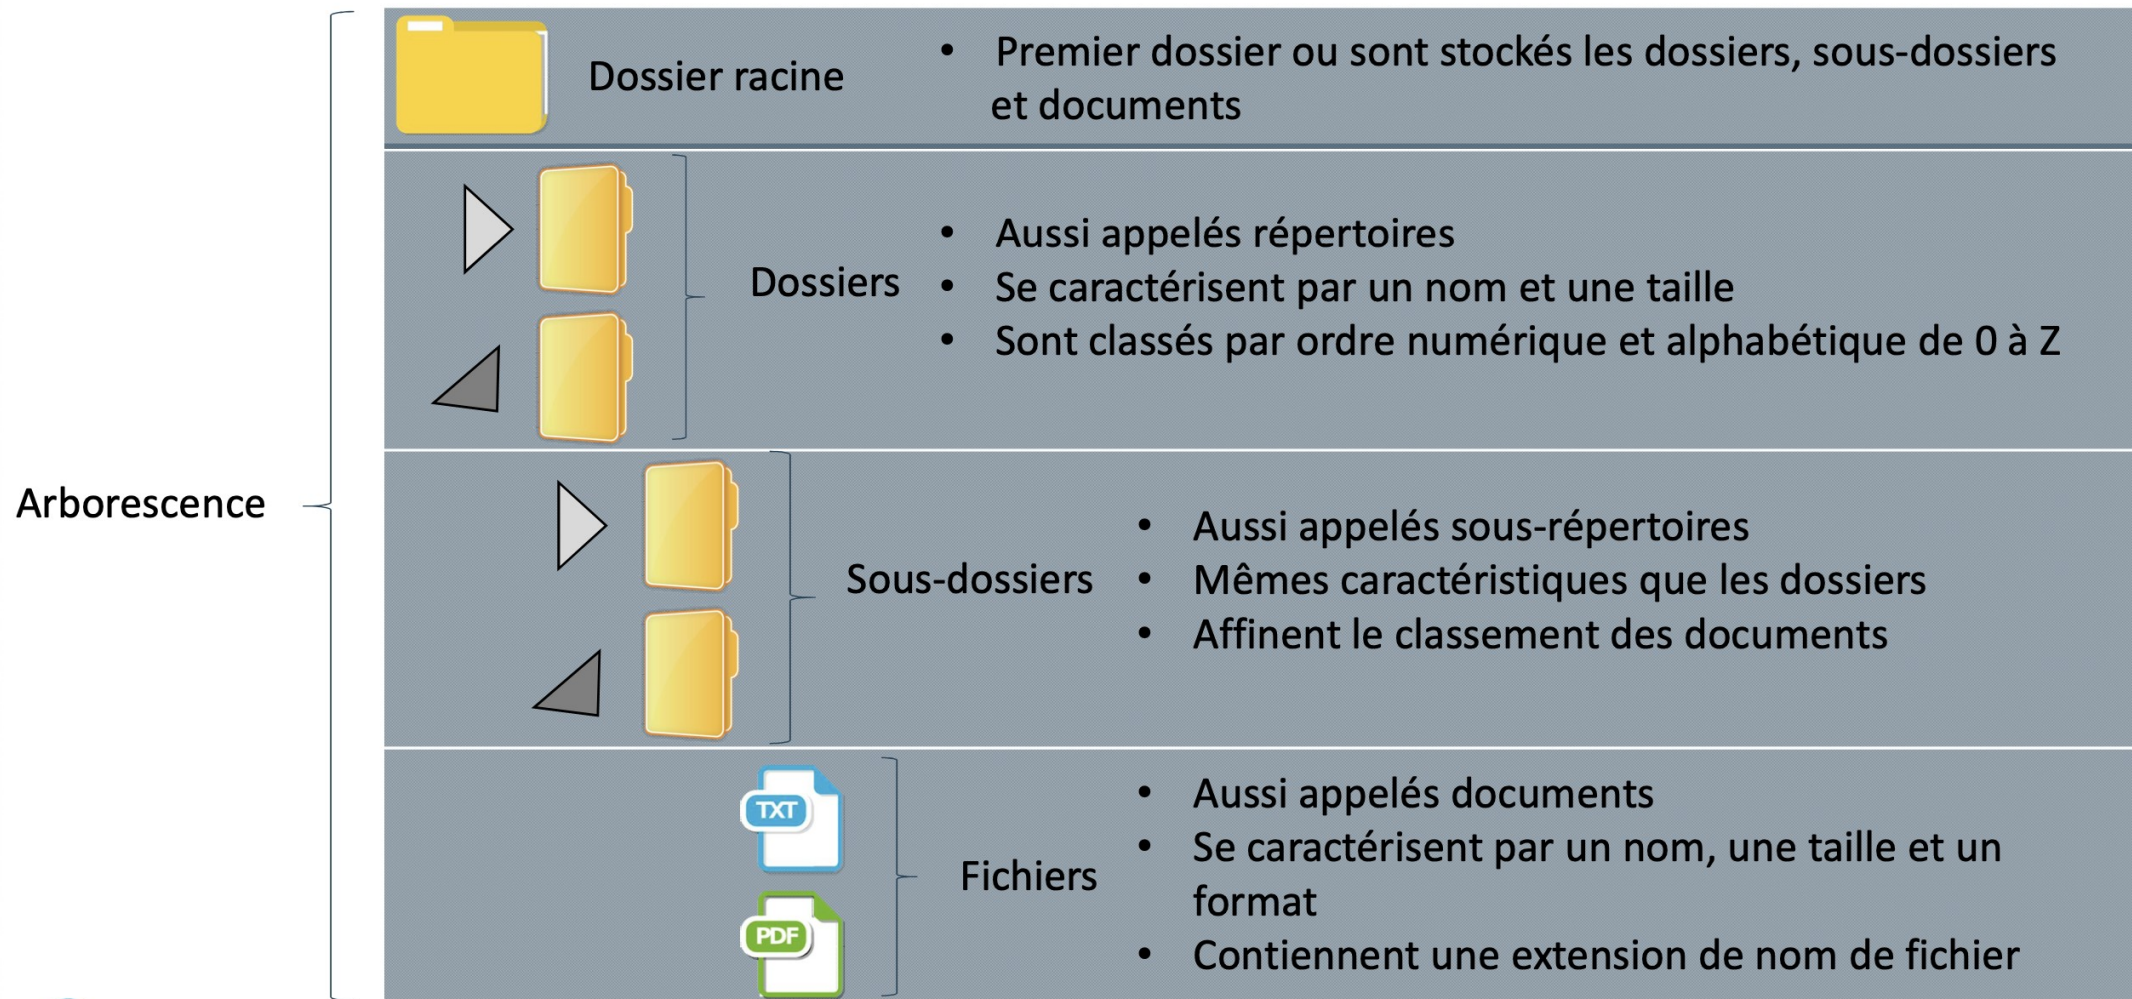 Dossier racine
• Premier dossier ou sont stockés les dossiers, sous-dossiers
et documents
Dossiers
• Aussi appelés répertoires
• Se caractérisent par un nom et une taille
• Sont classés par ordre numérique et alphabétique de 0 à Z
Arborescence
Sous-dossiers
• Aussi appelés sous-répertoires
• Mêmes caractéristiques que les dossiers
• Affinent le classement des documents
TXT
PDF
Fichiers
• Aussi appelés documents
• Se caractérisent par un nom, une taille et un
format
• Contiennent une extension de nom de fichier